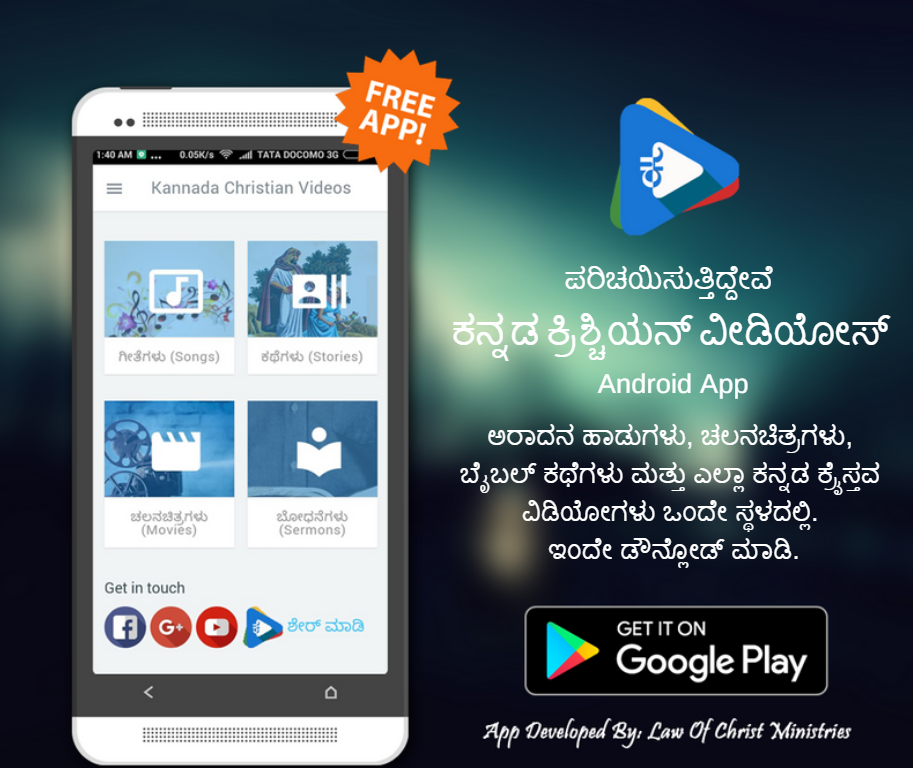 FREE
APP!
1:40 AM ... 0.05K/s TATA DOCOMO 3G
Kannada Christian Videos
ಗೀತೆಗಳು (Songs)
ಕಥೆಗಳು (Stories)
ಚಲನಚಿತ್ರಗಳು
(Movies)
ಬೋಧನೆಗಳು
(Sermons)
Get in touch
ಶೇರ್ ಮಾಡಿ
ಪರಿಚಯಿಸುತ್ತಿದ್ದೇವೆ
ಕನ್ನಡ ಕ್ರಿಶ್ಚಿಯನ್ ವೀಡಿಯೋಸ್
Android App
ಅರಾದನ ಹಾಡುಗಳು, ಚಲನಚಿತ್ರಗಳು,
ಬೈಬಲ್ ಕಥೆಗಳು ಮತ್ತು ಎಲ್ಲಾ ಕನ್ನಡ ಕ್ರೈಸ್ತವ
ವಿಡಿಯೋಗಳು ಒಂದೇ ಸ್ಥಳದಲ್ಲಿ.
ಇಂದೇ ಡೌನ್ಲೋಡ್ ಮಾಡಿ.
GET IT ON
Google Play
App Developed By: Law Of Christ Ministries